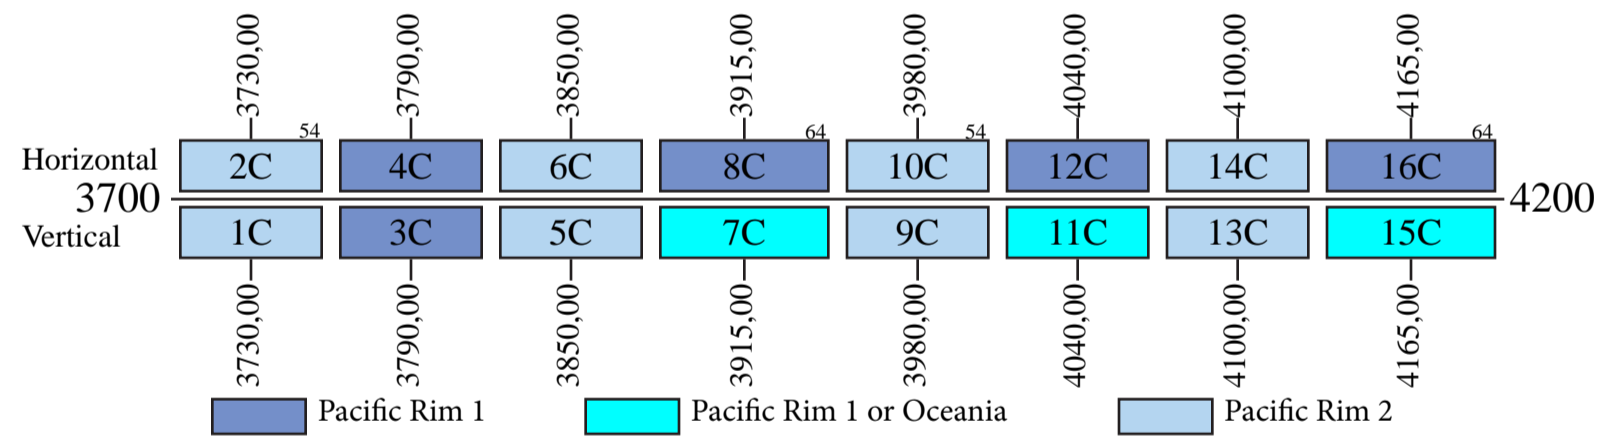 3730,00 3790,00 3850,00 3915,00 3980,00 4040,00 4100,00 4165,00
54 64 54 64
Horizontal 2C 4C 6C 8C 10C 12C 14C 16C
3700 4200
Vertical 1C 3C 5C 7C 9C 11C 13C 15C
3730,00 3790,00 3850,00 3915,00 3980,00 4040,00 4100,00 4165,00
Pacific Rim 1 Pacific Rim 1 or Oceania Pacific Rim 2